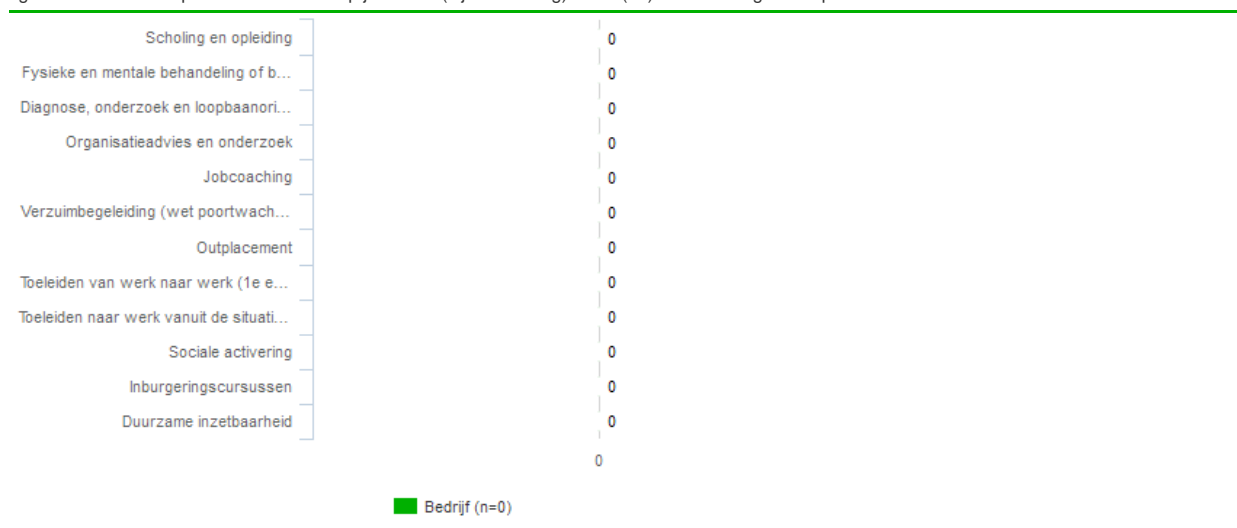 Scholing en opleiding 0
Fysieke en mentale behandeling of b... 0
Diagnose, onderzoek en loopbaanori... 0
Organisatieadvies en onderzoek 0
Jobcoaching 0
Verzuimbegeleiding (wet poortwach... 0
Outplacement 0
Toeleiden van werk naar werk (1e e... 0
Toeleiden naar werk vanuit de situati... 0
Sociale activering 0
Inburgeringscursussen 0
Duurzame inzetbaarheid 0
0
Bedrijf (n=0)